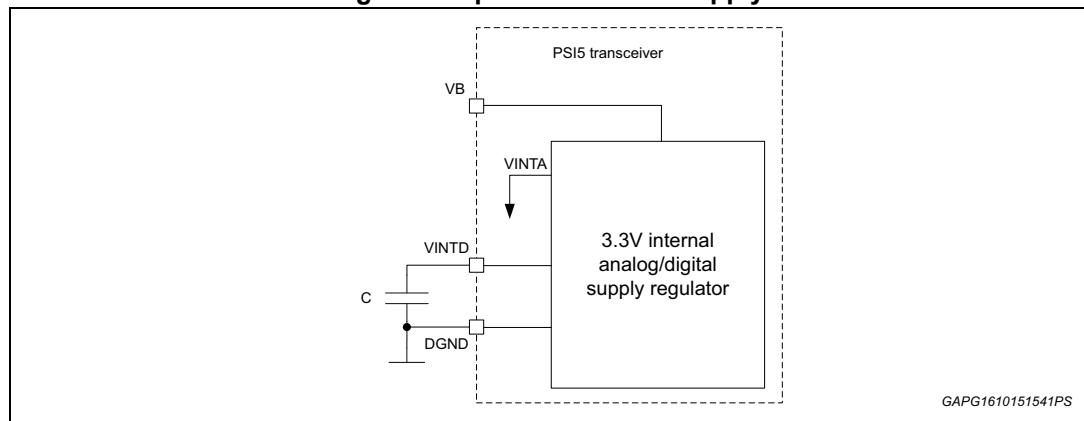 PSI5 transceiver
VB
VINTA
VINTD
3.3V internal
analog/digital
supply regulator
C
DGND
GAPG1610151541PS